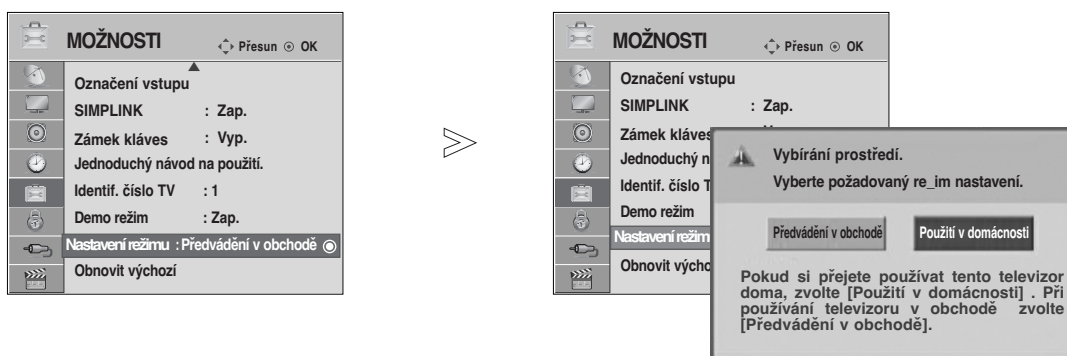 MOŽNOSTI
Přesun OK
Označení vstupu
SIMPLINK : Zap.
Zámek kláves : Vyp.
Jednoduchý návod na použití.
Identif. číslo TV : 1
Demo režim : Zap.
Nastavení režimu : Předvádění v obchodě
Obnovit výchozí
MOŽNOSTI
Přesun OK
Označení vstupu
SIMPLINK : Zap.
Zámek kláves
Jednoduchý n
Identif. číslo T
Demo režim
Nastavení režim
Obnovit výcho
Vybírání prostředí.
Vyberte požadovaný re_im nastavení.
Předvádění v obchodě
Použití v domácnosti
Pokud si přejete používat tento televizor
doma, zvolte [Použití v domácnosti] . Při
používání televizoru v obchodě zvolte
[Předvádění v obchodě].